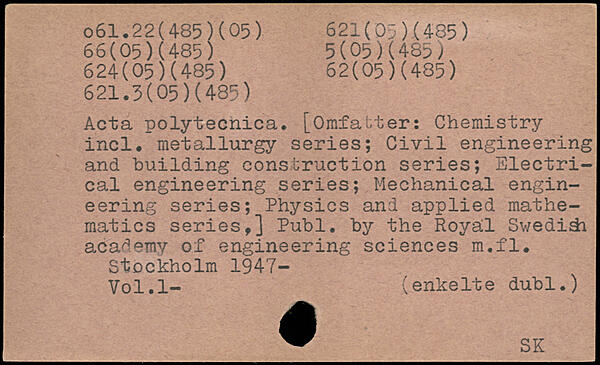 o61.22(485)(05) 621(05)(485)
66(05)(485) 5(05)(485)
624(05)(485) 62(05)(485)
621.3(05)(485)
Acta polytecnica. [Omfatter: Chemistry
incl. metallurgy series; Civil engineering
and building construction series; Electri-
cal engineering series; Mechanical engin-
eering series; Physics and applied mathe-
matics series,] Publ. by the Royal Swedish
academy of engineering sciences m.fl.
Stockholm 1947-
Vol.1- (enkelte dubl.)
SK